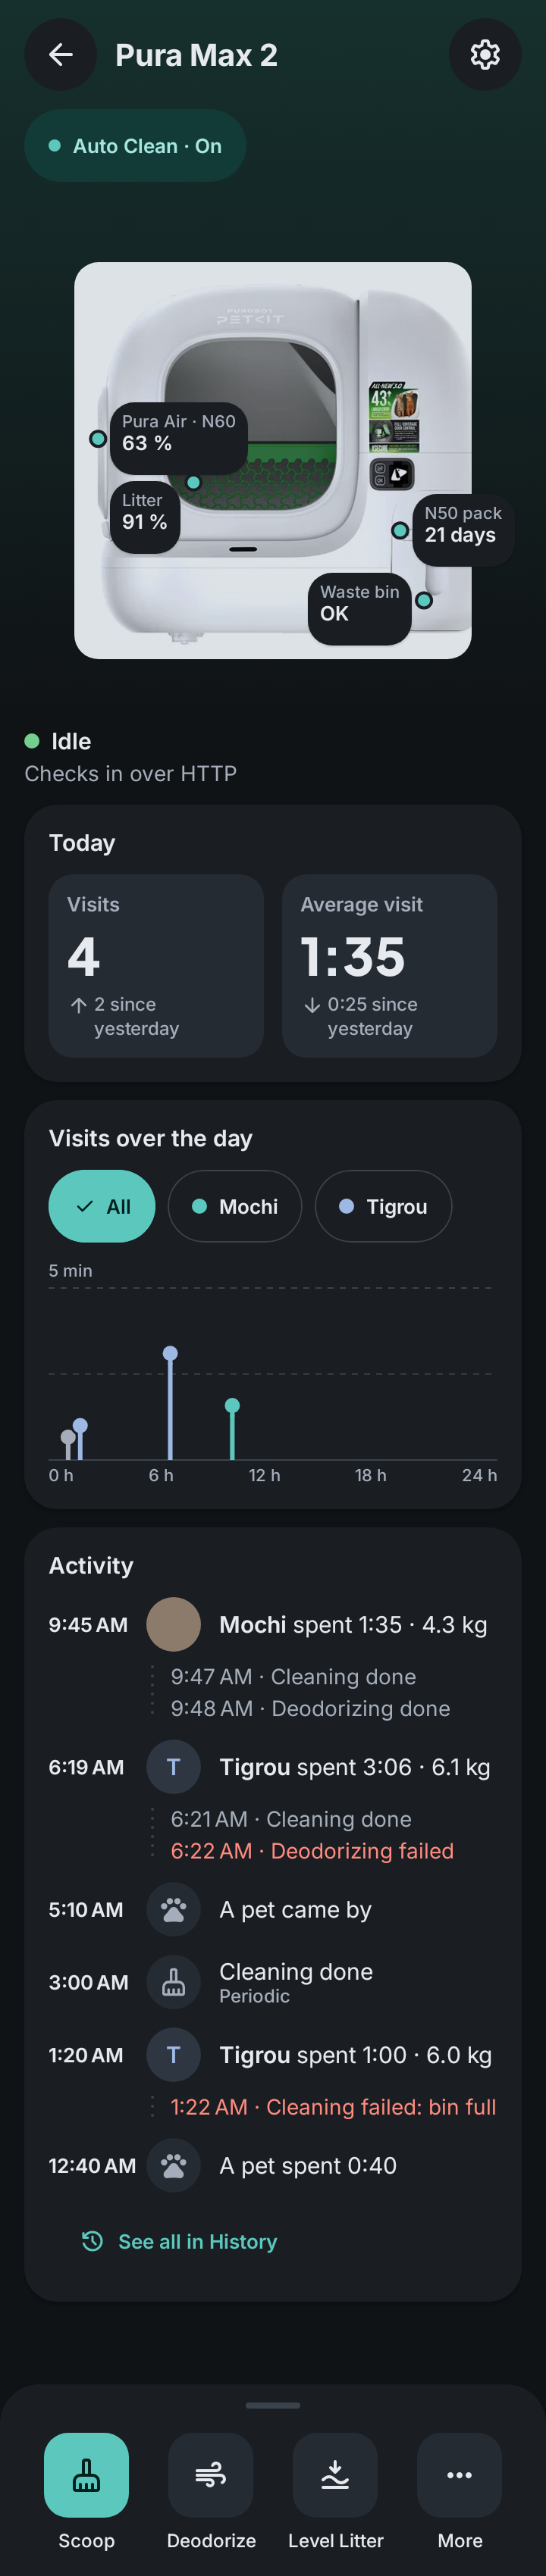 Pura Max 2
Auto Clean · On
PUROBOT
PETKIT
ALL-NEW 3.0
43
Pura Air · N60
63 %
Litter
91 %
N50 pack
21 days
Waste bin
OK
Idle
Checks in over HTTP
Today
Visits
4
2 since
yesterday
Average visit
1:35
0:25 since
yesterday
Visits over the day
All
Mochi
Tigrou
5 min
0 h
6 h
12 h
18 h
24 h
Activity
9:45 AM
Mochi spent 1:35 · 4.3 kg
9:47 AM · Cleaning done
9:48 AM · Deodorizing done
6:19 AM
T
Tigrou spent 3:06 · 6.1 kg
6:21 AM · Cleaning done
6:22 AM · Deodorizing failed
5:10 AM
A pet came by
3:00 AM
Cleaning done
Periodic
1:20 AM
T
Tigrou spent 1:00 · 6.0 kg
1:22 AM · Cleaning failed: bin full
12:40 AM
A pet spent 0:40
See all in History
Scoop
Deodorize
Level Litter
More